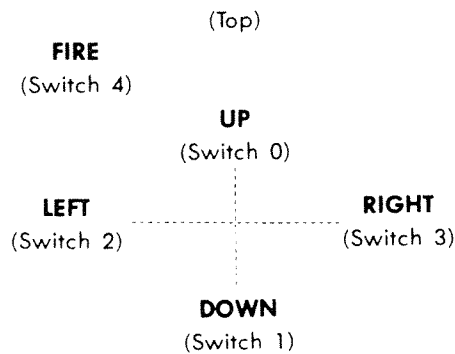 (Top)
FIRE
(Switch 4)
UP
(Switch 0)
LEFT
(Switch 2)
RIGHT
(Switch 3)
DOWN
(Switch 1)